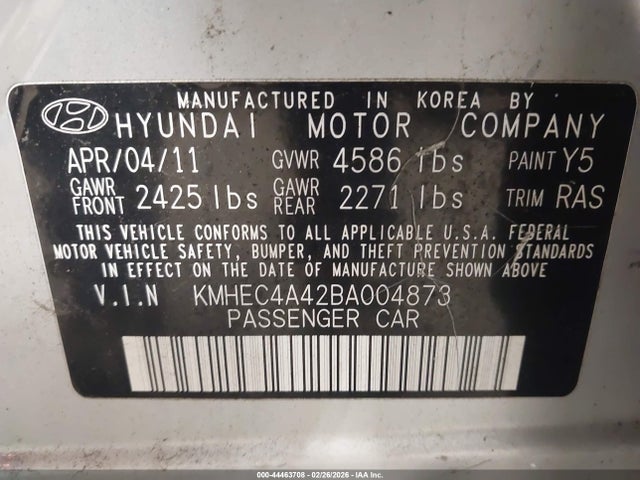 MANUFACTURED IN KOREA BY
HYUNDAI MOTOR COMPANY
APR/04/11 GVWR 4586 lbs PAINT Y5
GAWR FRONT 2425 lbs GAWR REAR 2271 lbs TRIM RAS
THIS VEHICLE CONFORMS TO ALL APPLICABLE U.S.A. FEDERAL
MOTOR VEHICLE SAFETY, BUMPER, AND THEFT PREVENTION STANDARDS
IN EFFECT ON THE DATE OF MANUFACTURE SHOWN ABOVE
V.I.N KMHEC4A42BA004873
PASSENGER CAR
000-44463708 - 02/26/2026 - IAA Inc.